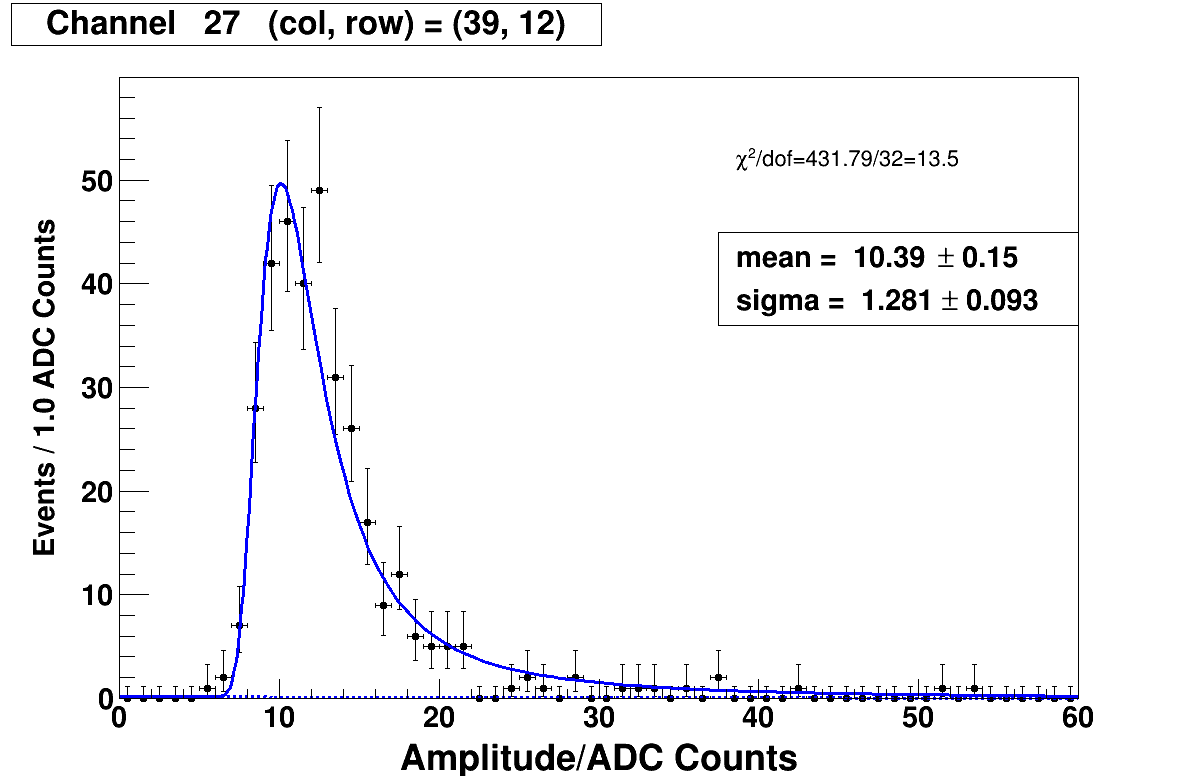 Channel 27 (col, row) = (39, 12)
χ²/dof=431.79/32=13.5
mean = 10.39 ± 0.15
sigma = 1.281 ± 0.093
Events / 1.0 ADC Counts
50
40
30
20
10
0
0 10 20 30 40 50 60
Amplitude/ADC Counts